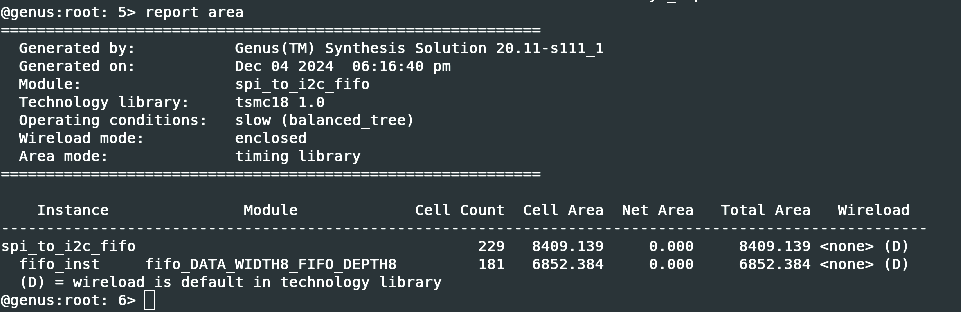 @genus:root: 5> report area
============================================================
  Generated by:           Genus(TM) Synthesis Solution 20.11-s111_1
  Generated on:           Dec 04 2024  06:16:40 pm
  Module:                 spi_to_i2c_fifo
  Technology library:     tsmc18 1.0
  Operating conditions:   slow (balanced_tree)
  Wireload mode:          enclosed
  Area mode:              timing library
============================================================
    Instance               Module             Cell Count  Cell Area  Net Area   Total Area   Wireload
-------------------------------------------------------------------------------------------------------
spi_to_i2c_fifo                                      229   8409.139     0.000     8409.139 <none> (D)
  fifo_inst     fifo_DATA_WIDTH8_FIFO_DEPTH8         181   6852.384     0.000     6852.384 <none> (D)
  (D) = wireload is default in technology library
@genus:root: 6>